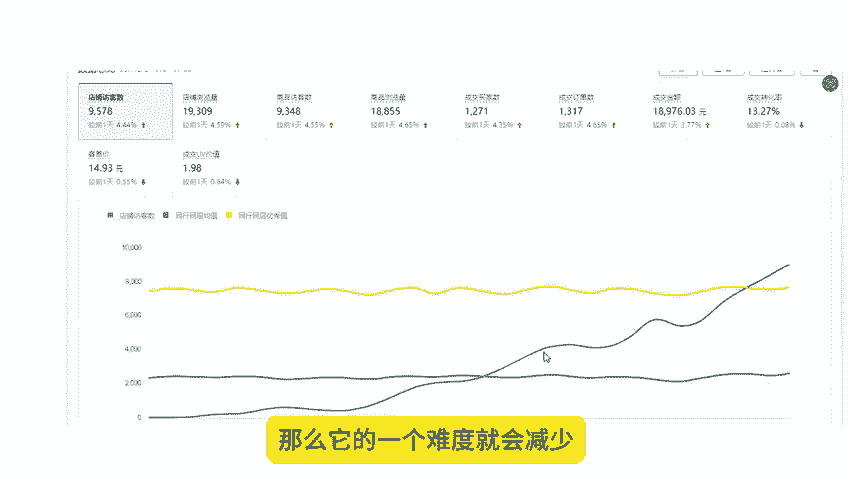 店铺访客数 店铺浏览量 商品访客数 商品浏览量 成交买家数 成交订单数 成交金额 成交转化率
9,578 19,309 9,348 18,855 1,271 1,317 18,976.03 元 13.27%
较前1天 4.44% 较前1天 4.59% 较前1天 4.55% 较前1天 4.65% 较前1天 4.35% 较前1天 4.66% 较前1天 3.77% 较前1天 0.08%
客单价 成交UV价值
14.93 元 1.98
较前1天 0.55% 较前1天 0.64%
店铺访客数 同行同层均值 同行同层优秀值
10,000
8,000
6,000
4,000
2,000
0
那么它的一个难度就会减少